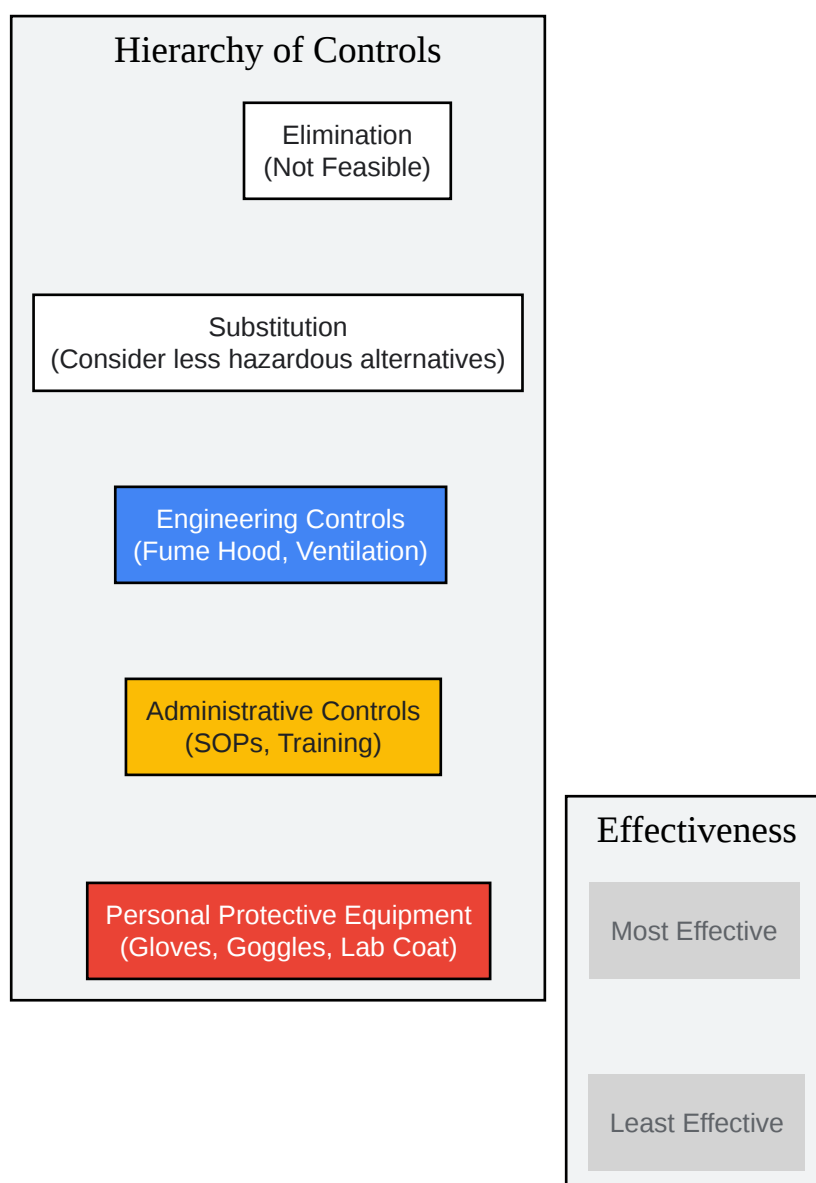 Hierarchy of Controls
Elimination
(Not Feasible)
Substitution
(Consider less hazardous alternatives)
Engineering Controls
(Fume Hood, Ventilation)
Administrative Controls
(SOPs, Training)
Personal Protective Equipment
(Gloves, Goggles, Lab Coat)
Effectiveness
Most Effective
Least Effective